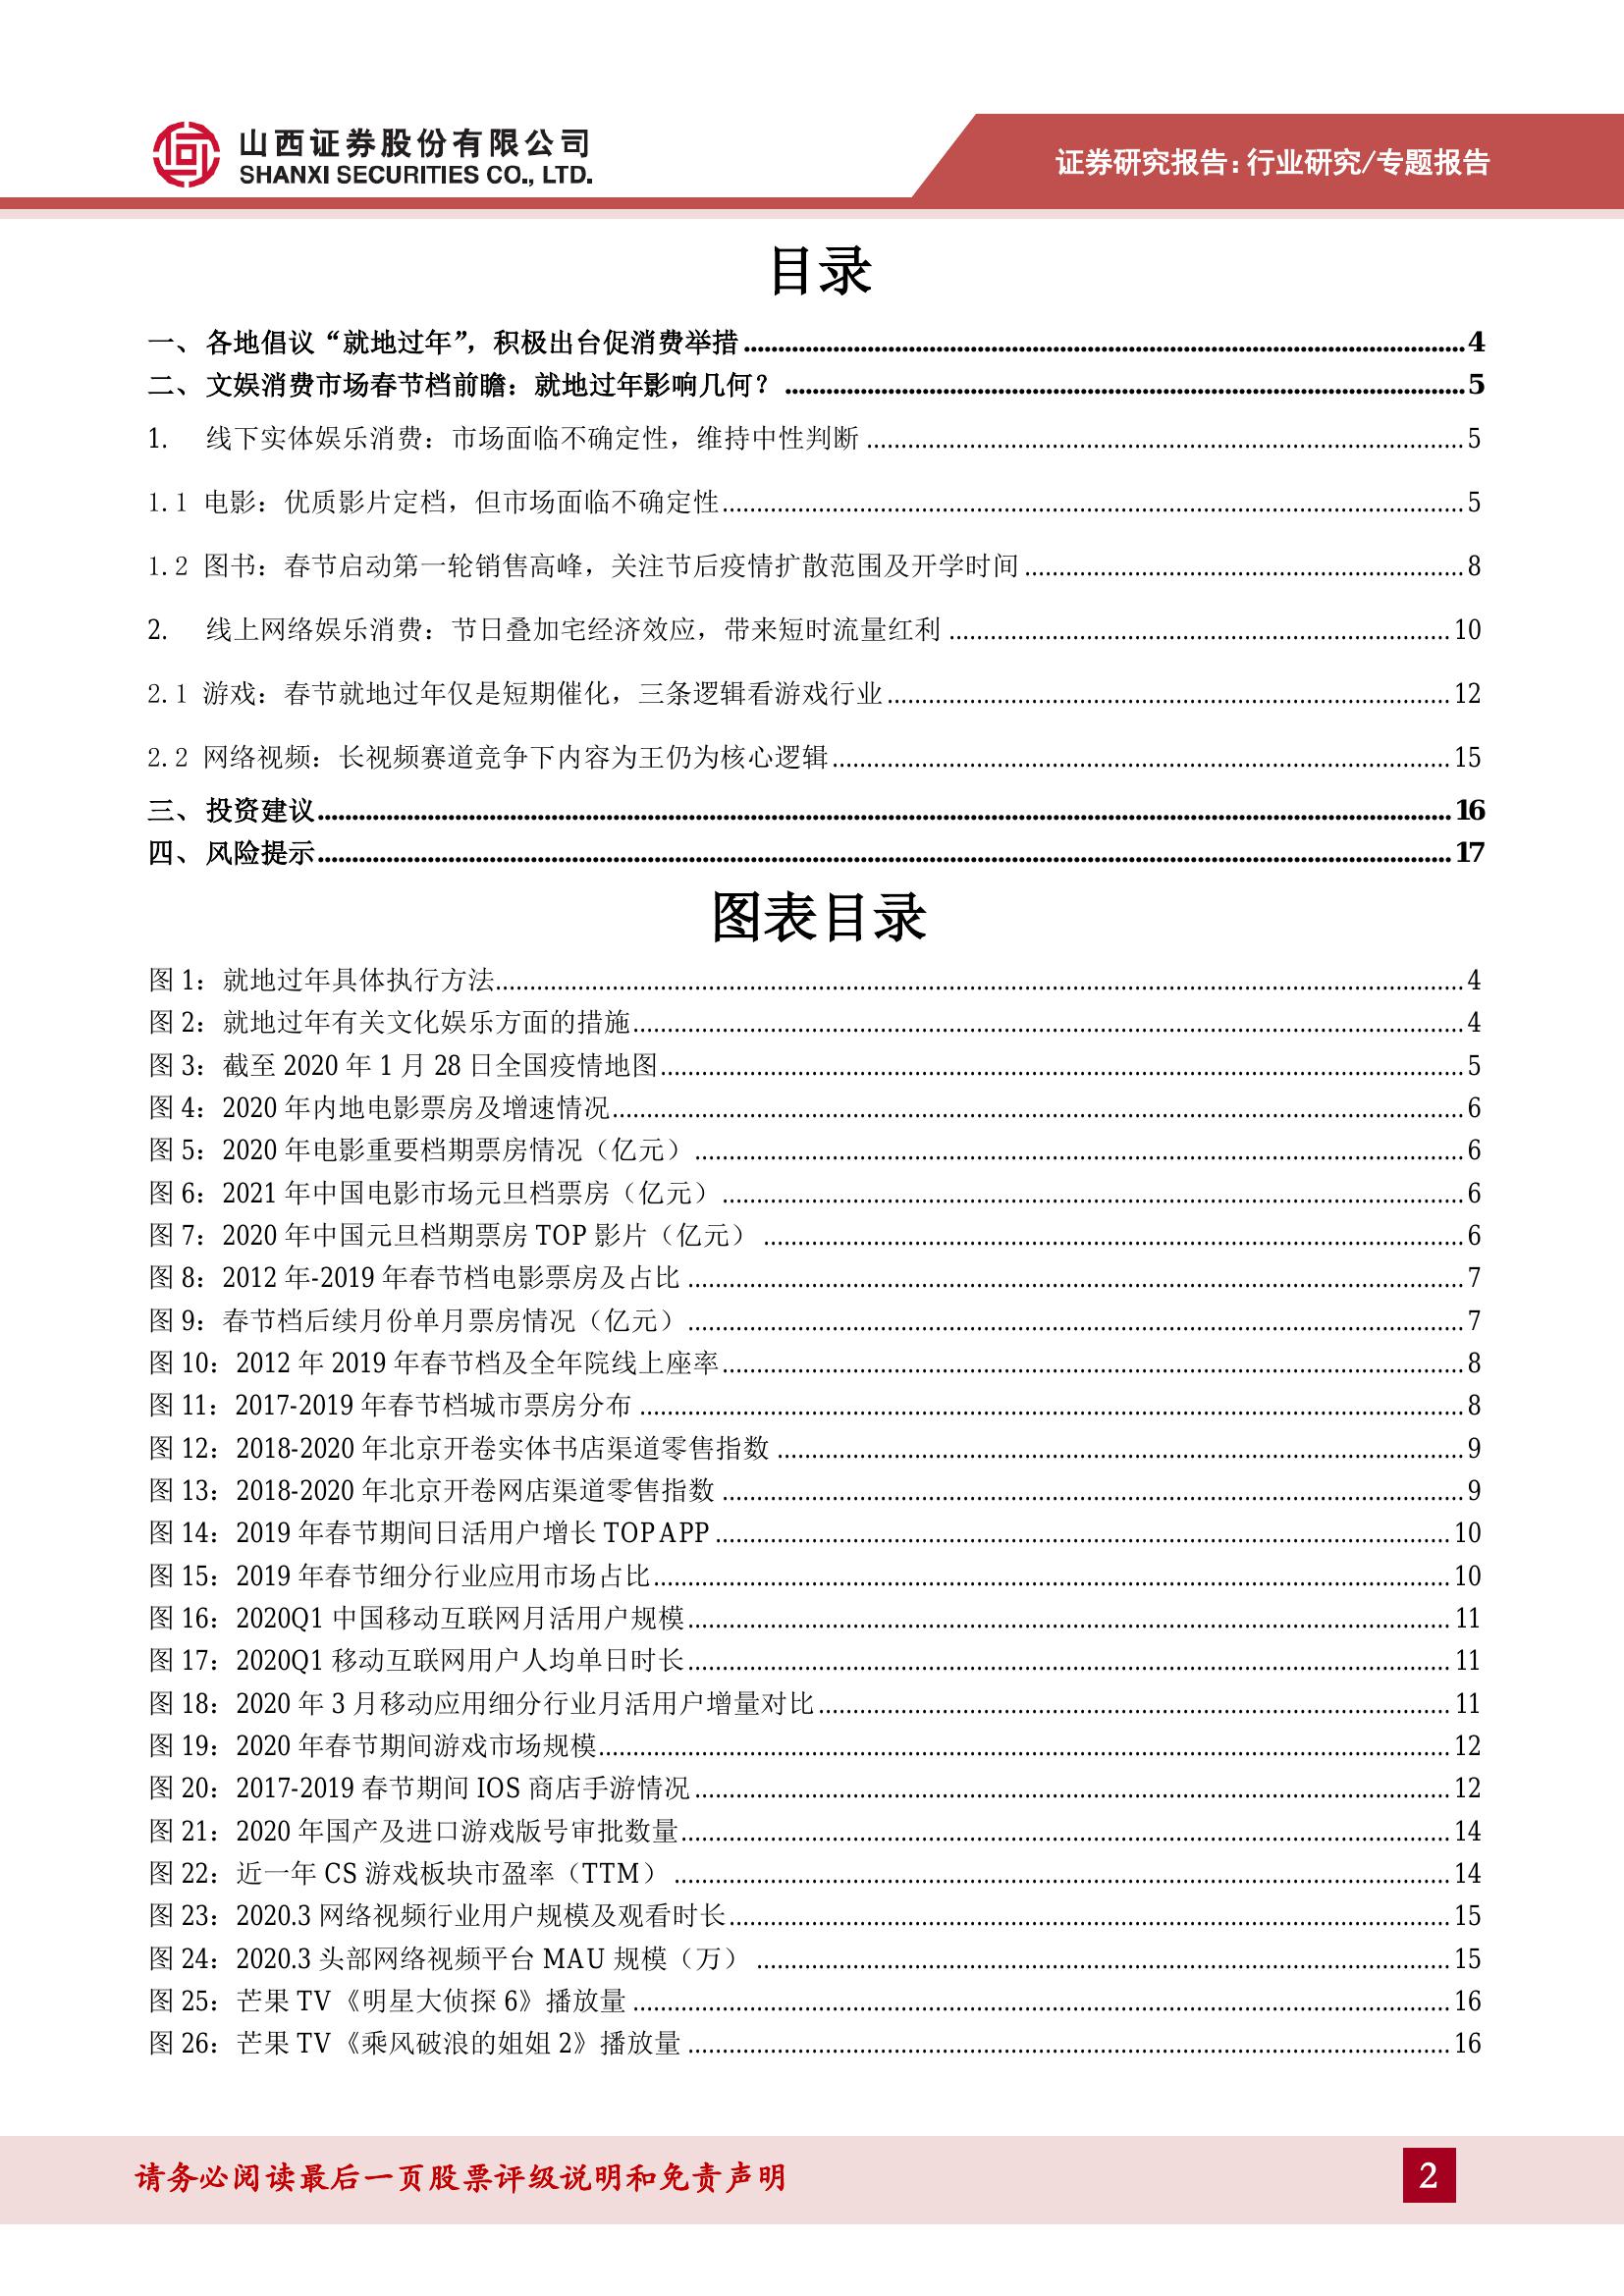 山西证券股份有限公司
SHANXI SECURITIES CO., LTD.
证券研究报告:行业研究/专题报告
目录
一、各地倡议“就地过年”，积极出台促消费举措........4
二、文娱消费市场春节档前瞻：就地过年影响几何？........5
1. 线下实体娱乐消费：市场面临不确定性，维持中性判断........5
1.1 电影：优质影片定档，但市场面临不确定性........5
1.2 图书：春节启动第一轮销售高峰，关注节后疫情扩散范围及开学时间........8
2. 线上网络娱乐消费：节日叠加宅经济效应，带来短时流量红利........10
2.1 游戏：春节就地过年仅是短期催化，三条逻辑看游戏行业........12
2.2 网络视频：长视频赛道竞争下内容为王仍为核心逻辑........15
三、投资建议........16
四、风险提示........17
图表目录
图 1：就地过年具体执行方法........4
图 2：就地过年有关文化娱乐方面的措施........4
图 3：截至 2020 年 1 月 28 日全国疫情地图........5
图 4：2020 年内地电影票房及增速情况........6
图 5：2020 年电影重要档期票房情况（亿元）........6
图 6：2021 年中国电影市场元旦档票房（亿元）........6
图 7：2020 年中国元旦档期票房 TOP 影片（亿元）........6
图 8：2012 年-2019 年春节档电影票房及占比........7
图 9：春节档后续月份单月票房情况（亿元）........7
图 10：2012 年 2019 年春节档及全年院线上座率........8
图 11：2017-2019 年春节档城市票房分布........8
图 12：2018-2020 年北京开卷实体书店渠道零售指数........9
图 13：2018-2020 年北京开卷网店渠道零售指数........9
图 14：2019 年春节期间日活用户增长 TOP APP........10
图 15：2019 年春节细分行业应用市场占比........10
图 16：2020Q1 中国移动互联网月活用户规模........11
图 17：2020Q1 移动互联网用户人均单日时长........11
图 18：2020 年 3 月移动应用细分行业月活用户增量对比........11
图 19：2020 年春节期间游戏市场规模........12
图 20：2017-2019 春节期间 IOS 商店手游情况........12
图 21：2020 年国产及进口游戏版号审批数量........14
图 22：近一年 CS 游戏板块市盈率（TTM）........14
图 23：2020.3 网络视频行业用户规模及观看时长........15
图 24：2020.3 头部网络视频平台 MAU 规模（万）........15
图 25：芒果 TV《明星大侦探 6》播放量........16
图 26：芒果 TV《乘风破浪的姐姐 2》播放量........16
请务必阅读最后一页股票评级说明和免责声明
2